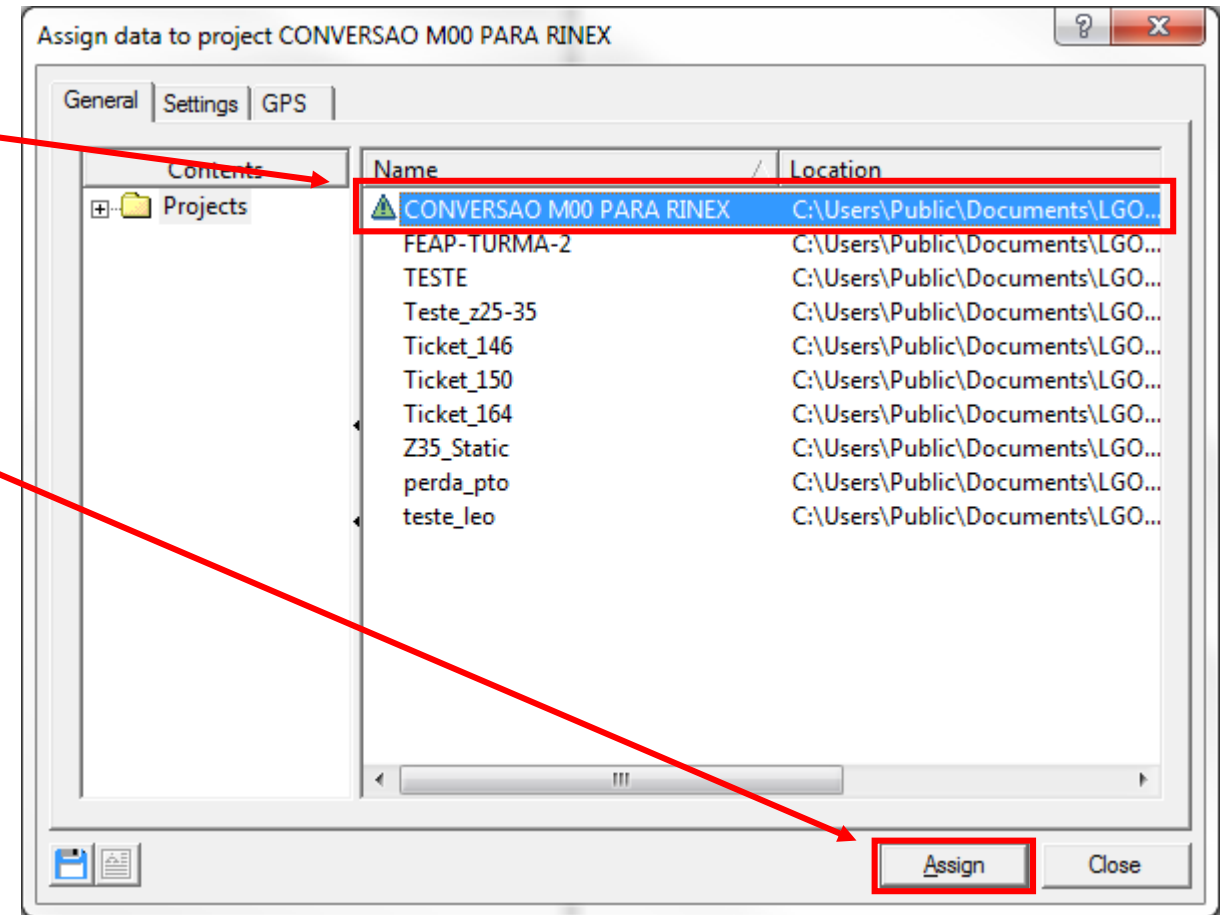 Assign data to project CONVERSAO M00 PARA RINEX
General Settings GPS
Contents Name Location
Projects CONVERSAO M00 PARA RINEX C:\Users\Public\Documents\LGO...
FEAP-TURMA-2 C:\Users\Public\Documents\LGO...
TESTE C:\Users\Public\Documents\LGO...
Teste_z25-35 C:\Users\Public\Documents\LGO...
Ticket_146 C:\Users\Public\Documents\LGO...
Ticket_150 C:\Users\Public\Documents\LGO...
Ticket_164 C:\Users\Public\Documents\LGO...
Z35_Static C:\Users\Public\Documents\LGO...
perda_pto C:\Users\Public\Documents\LGO...
teste_leo C:\Users\Public\Documents\LGO...
Assign Close